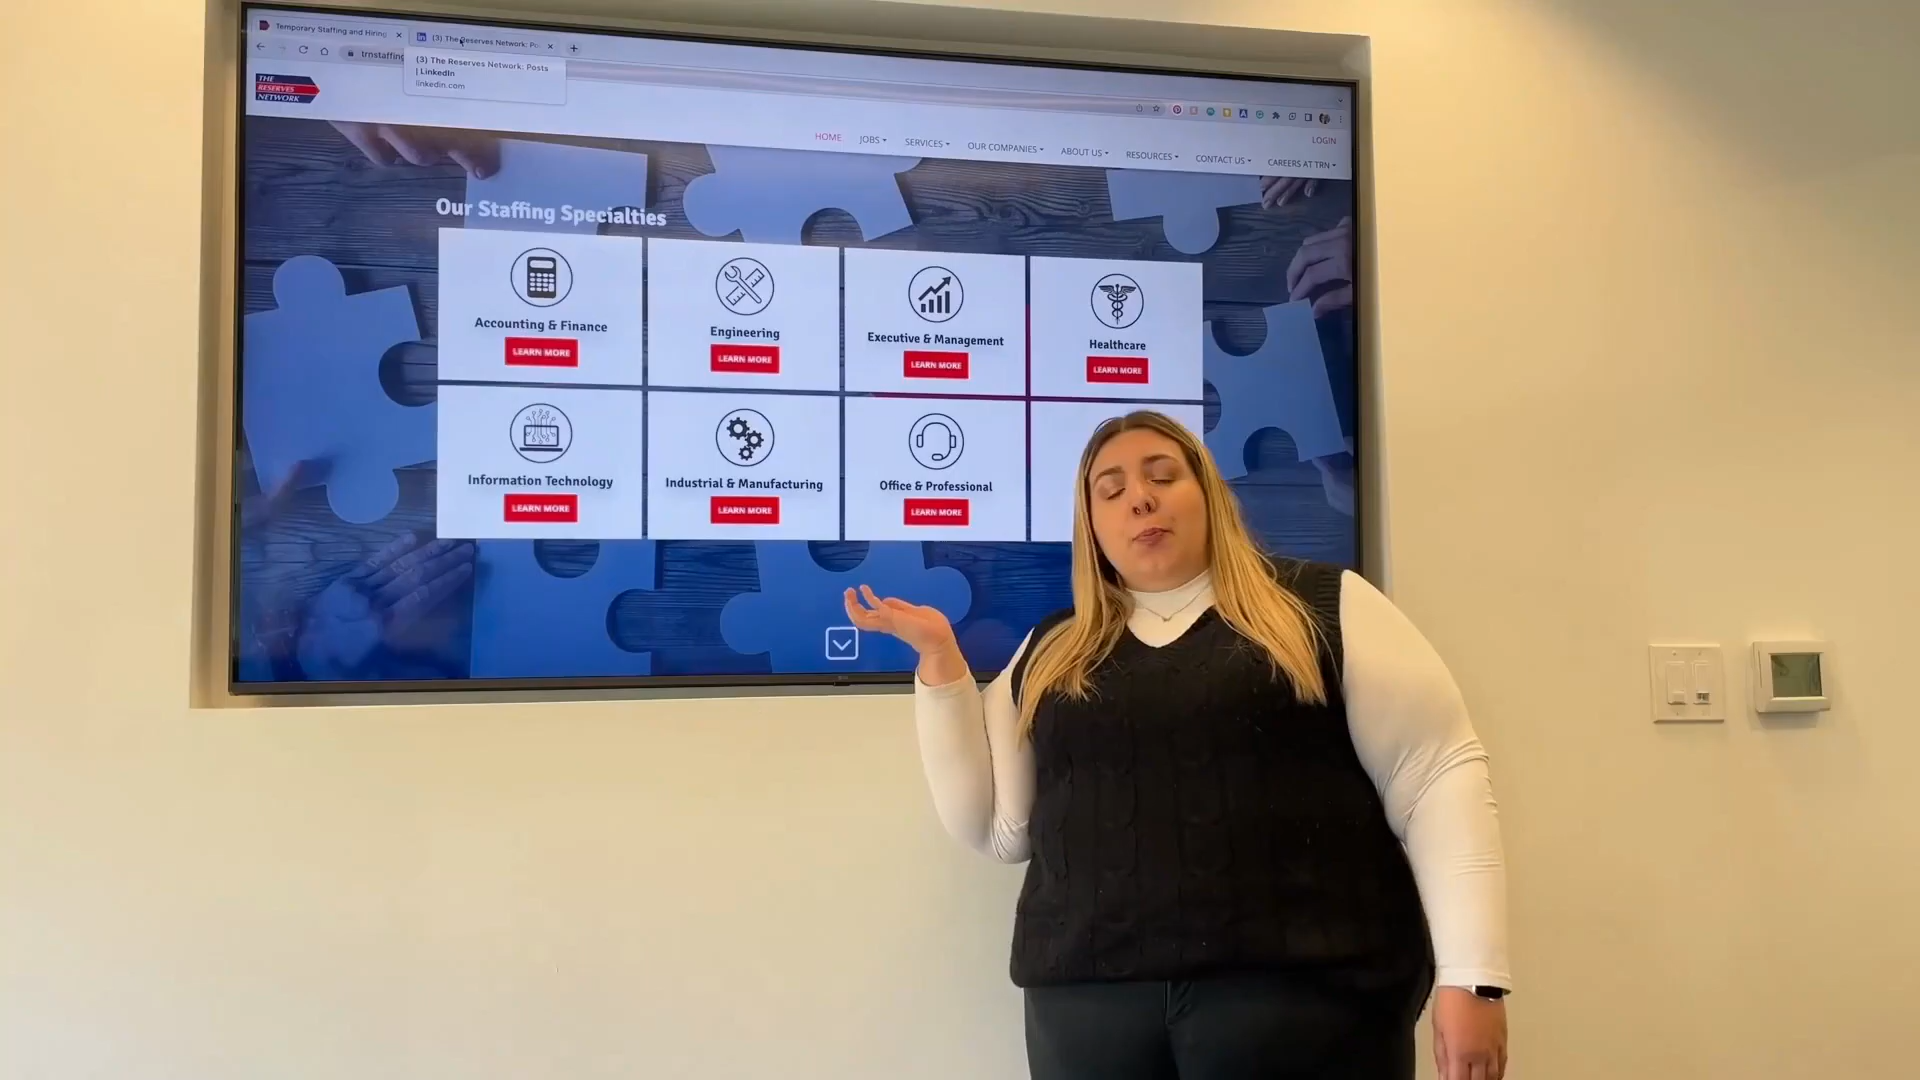 Temporary Staffing and Hiring
(3) The Reserves Network: Po
trnstaffing
(3) The Reserves Network: Posts
| LinkedIn
linkedin.com
THE
RESERVES
NETWORK
LOGIN
HOME JOBS SERVICES OUR COMPANIES ABOUT US RESOURCES CONTACT US CAREERS AT TRN
Our Staffing Specialties
Accounting & Finance
LEARN MORE
Engineering
LEARN MORE
Executive & Management
LEARN MORE
Healthcare
LEARN MORE
Information Technology
LEARN MORE
Industrial & Manufacturing
LEARN MORE
Office & Professional
LEARN MORE